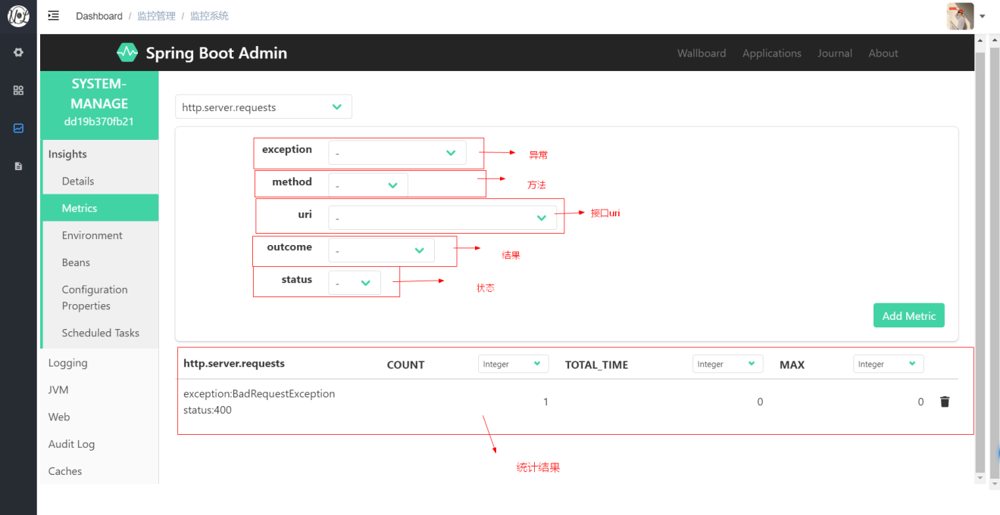 Dashboard / 监控管理 / 监控系统
Spring Boot Admin
Wallboard Applications Journal About
SYSTEM-
MANAGE
dd19b370fb21
Insights
Details
Metrics
Environment
Beans
Configuration
Properties
Scheduled Tasks
Logging
JVM
Web
Audit Log
Caches
http.server.requests
exception - 异常
method - 方法
uri - 接口uri
outcome - 结果
status - 状态
Add Metric
http.server.requests COUNT Integer TOTAL_TIME Integer MAX Integer
exception:BadRequestException
status:400
1 0 0
统计结果